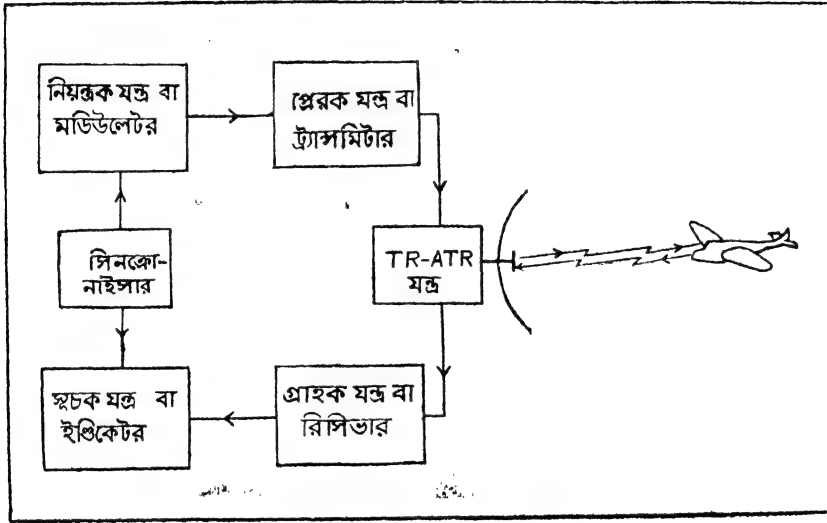 নিয়ন্ত্রক যন্ত্র বা
মডিউলেটর
প্রেরক যন্ত্র বা
ট্র্যান্সমিটার
সিনক্রো-
নাইসার
TR-ATR
যন্ত্র
সূচক যন্ত্র বা
ইণ্ডিকেটর
গ্রাহক যন্ত্র বা
রিসিভার